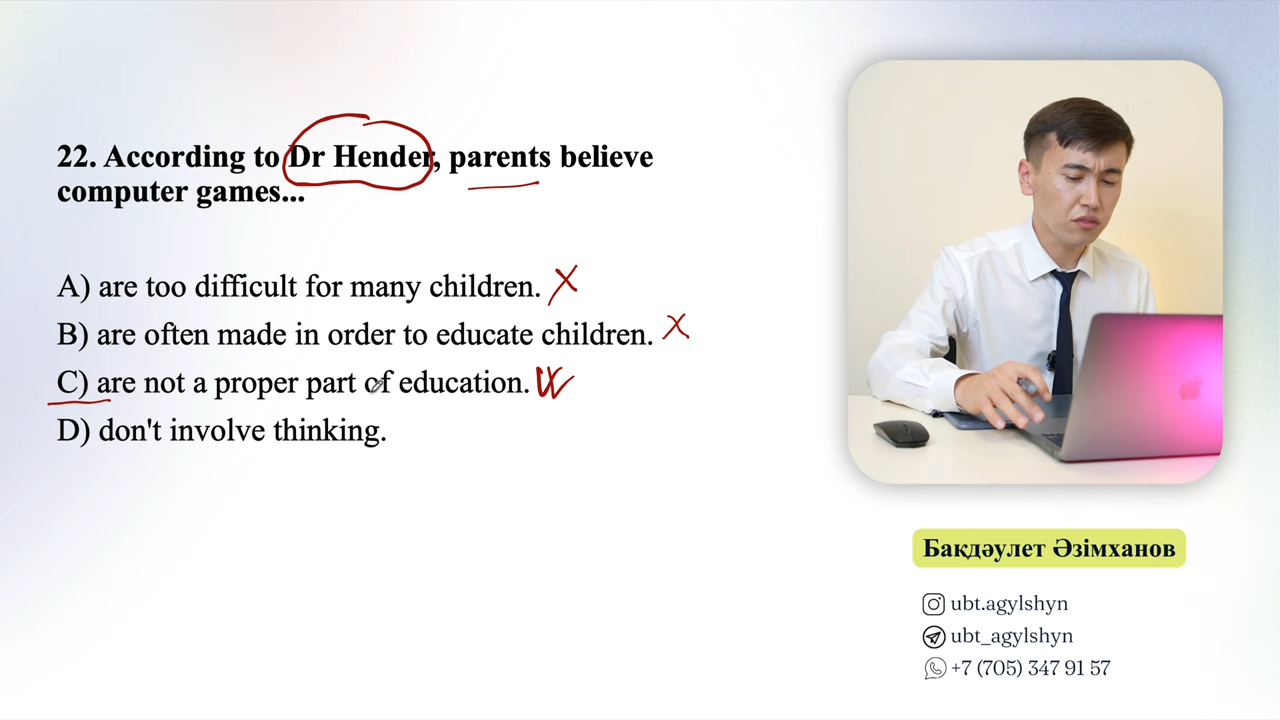 22. According to Dr Hender, parents believe
computer games...
A) are too difficult for many children.
B) are often made in order to educate children.
C) are not a proper part of education.
D) don't involve thinking.
Бақдәулет Әзімханов
ubt.agylshyn
ubt_agylshyn
+7 (705) 347 91 57